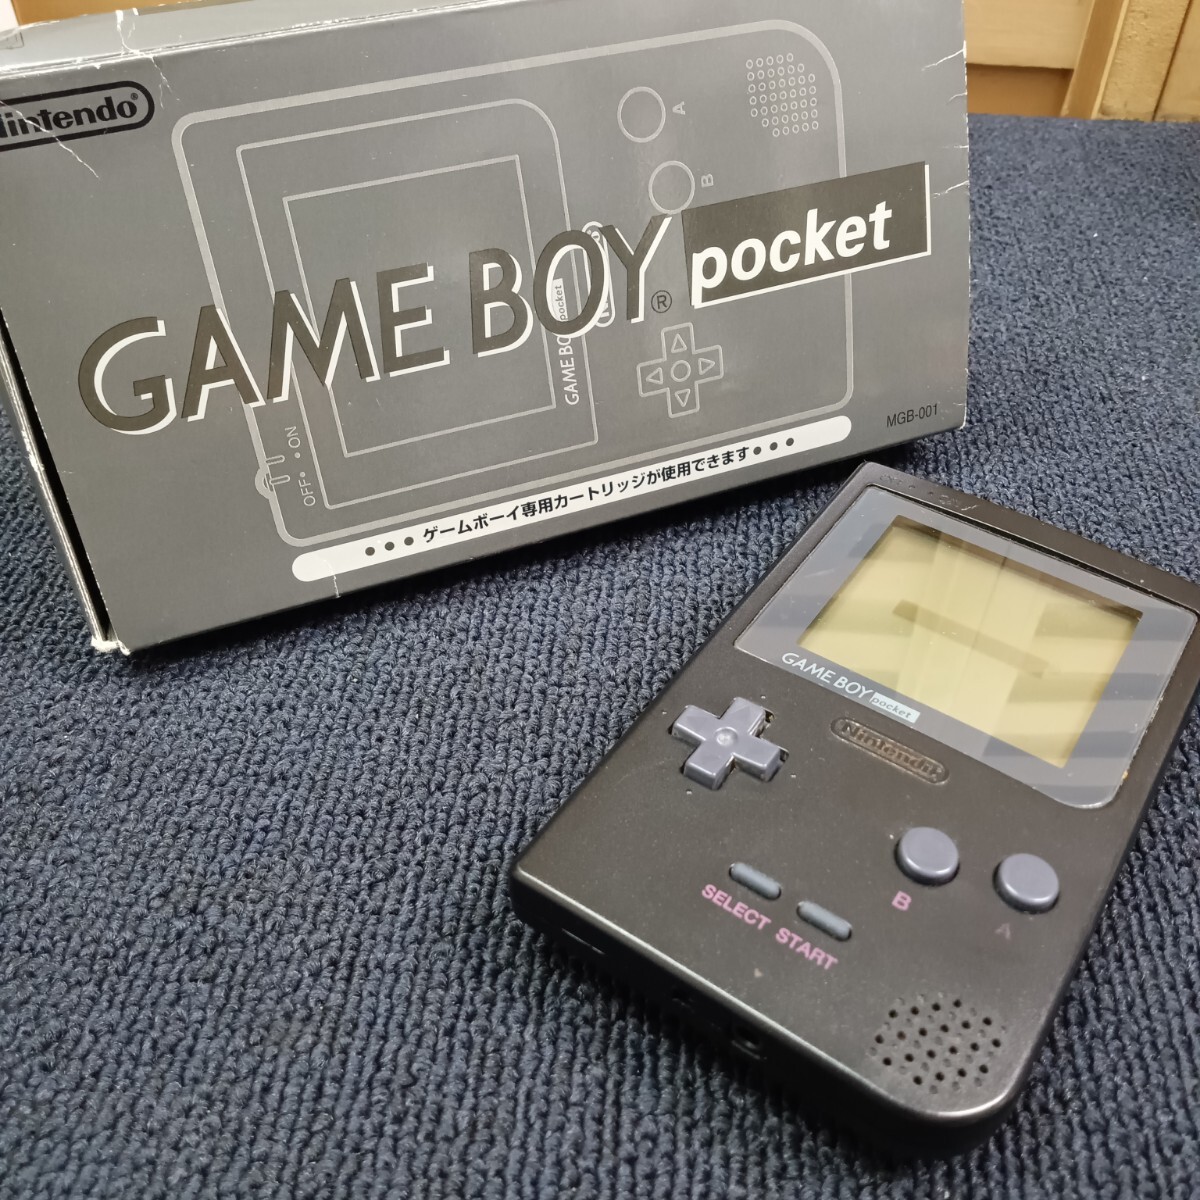 Nintendo®
A
B
GAME BOY® pocket
GAME BOY pocket
OFF• •ON
MGB-001
•••ゲームボーイ専用カートリッジが使用できます•••
GAME BOY pocket
Nintendo
B
A
SELECT START